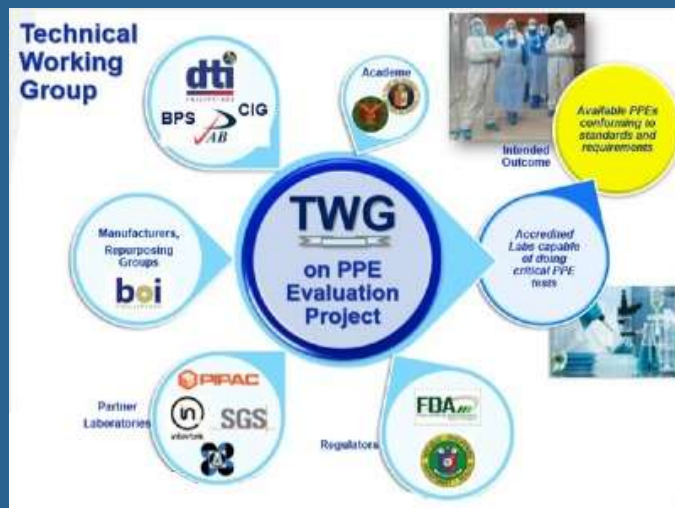 Technical
Working
Group
dti
PHILIPPINES
BPS
CIG
PAB
Academe
Intended
Outcome
Available PPEs
conforming to
standards and
requirements
Manufacturers,
Repurposing
Groups
boi
TWG
on PPE
Evaluation
Project
Accredited
Labs capable
of doing
critical PPE
tests
Partner
Laboratories
PIPAC
intertek
SGS
Regulators
FDA